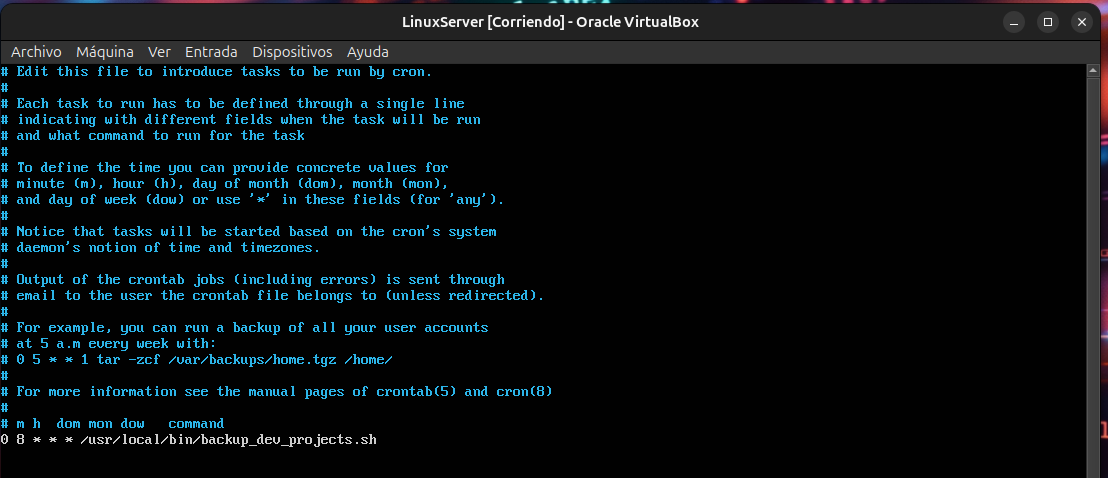 LinuxServer [Corriendo] - Oracle VirtualBox
Archivo Máquina Ver Entrada Dispositivos Ayuda
# Edit this file to introduce tasks to be run by cron.
#
# Each task to run has to be defined through a single line
# indicating with different fields when the task will be run
# and what command to run for the task
#
# To define the time you can provide concrete values for
# minute (m), hour (h), day of month (dom), month (mon),
# and day of week (dow) or use '*' in these fields (for 'any').
#
# Notice that tasks will be started based on the cron's system
# daemon's notion of time and timezones.
#
# Output of the crontab jobs (including errors) is sent through
# email to the user the crontab file belongs to (unless redirected).
#
# For example, you can run a backup of all your user accounts
# at 5 a.m every week with:
# 0 5 * * 1 tar -zcf /var/backups/home.tgz /home/
#
# For more information see the manual pages of crontab(5) and cron(8)
#
# m h  dom mon dow   command
0 8 * * * /usr/local/bin/backup_dev_projects.sh